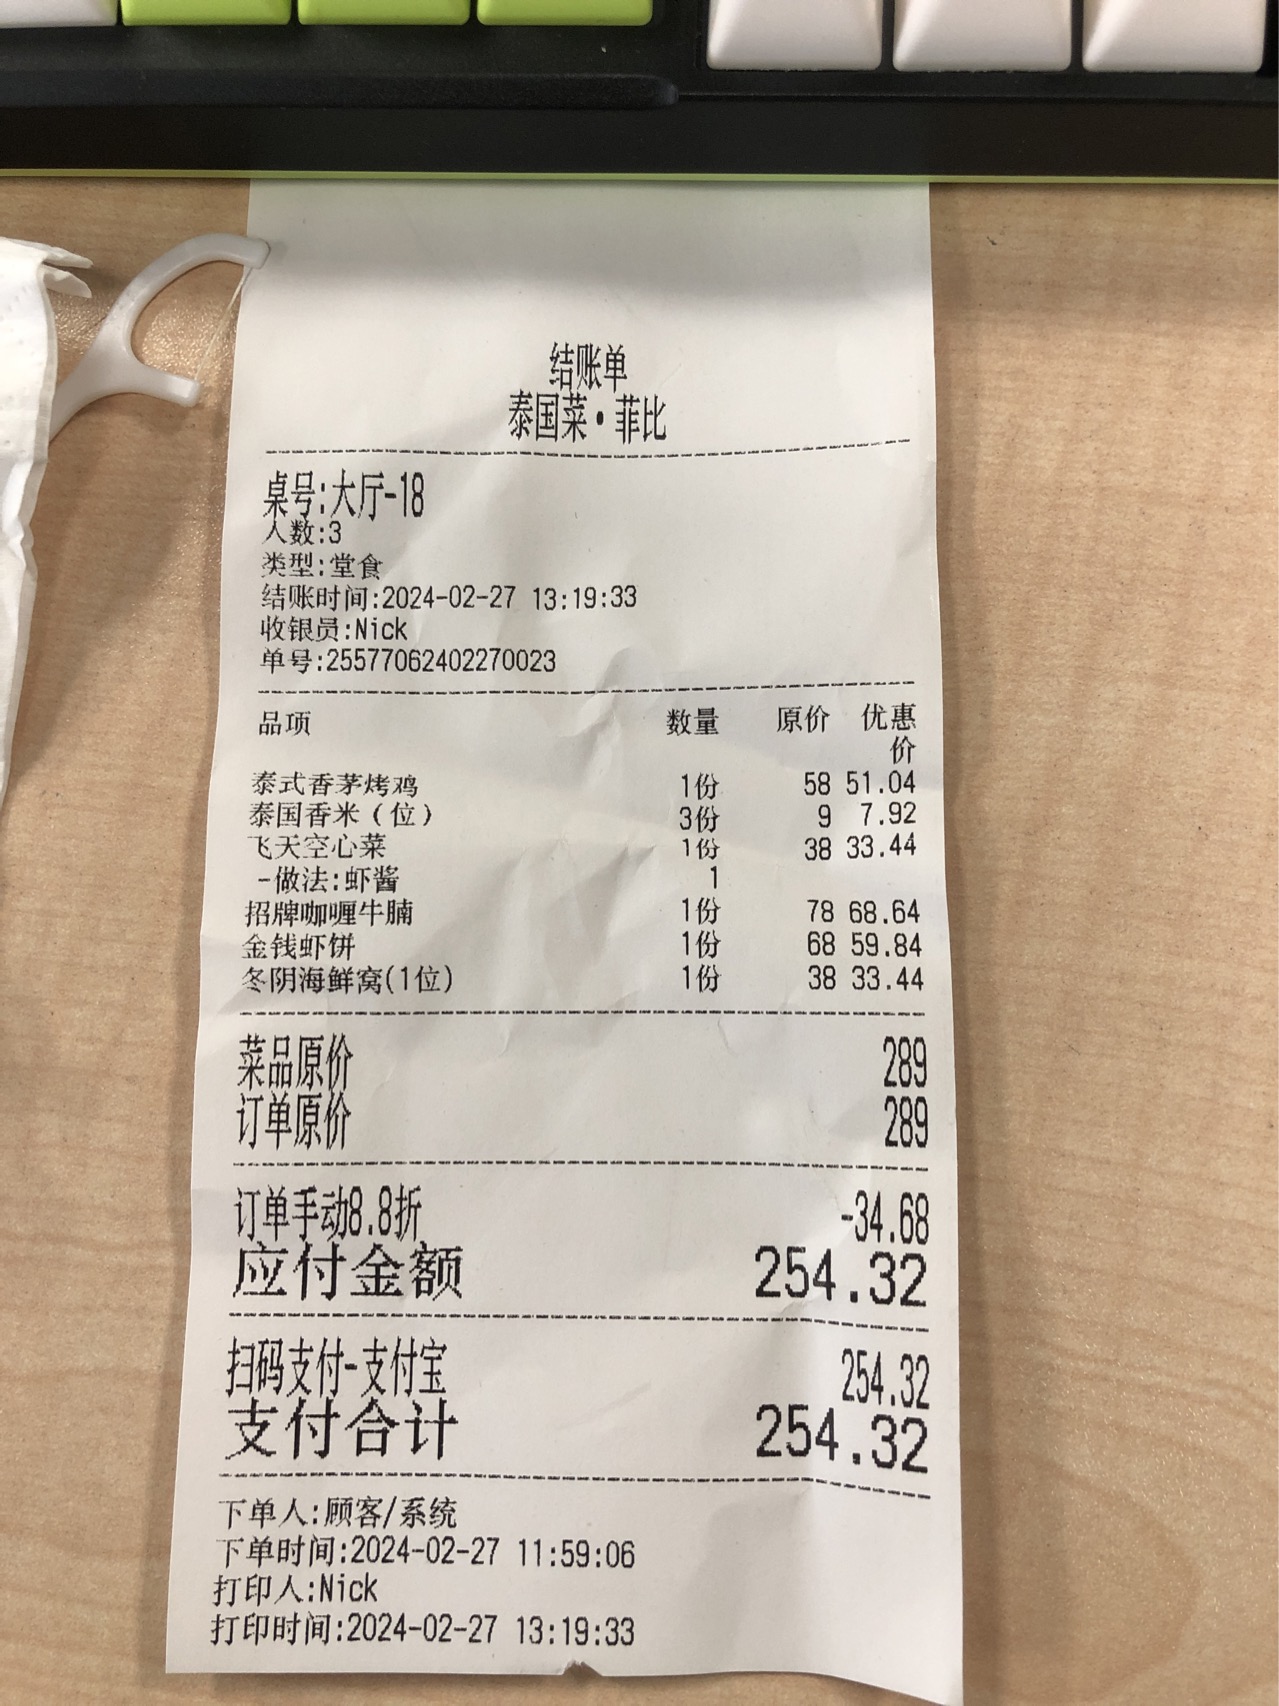 结账单
泰国菜•菲比
桌号:大厅-18
人数:3
类型:堂食
结账时间:2024-02-27 13:19:33
收银员:Nick
单号:25577062402270023
品项 数量 原价 优惠价
泰式香茅烤鸡 1份 58 51.04
泰国香米（位） 3份 9 7.92
飞天空心菜 1份 38 33.44
-做法:虾酱 1
招牌咖喱牛腩 1份 78 68.64
金钱虾饼 1份 68 59.84
冬阴海鲜窝(1位) 1份 38 33.44
菜品原价 289
订单原价 289
订单手动8.8折 -34.68
应付金额 254.32
扫码支付-支付宝 254.32
支付合计 254.32
下单人:顾客/系统
下单时间:2024-02-27 11:59:06
打印人:Nick
打印时间:2024-02-27 13:19:33